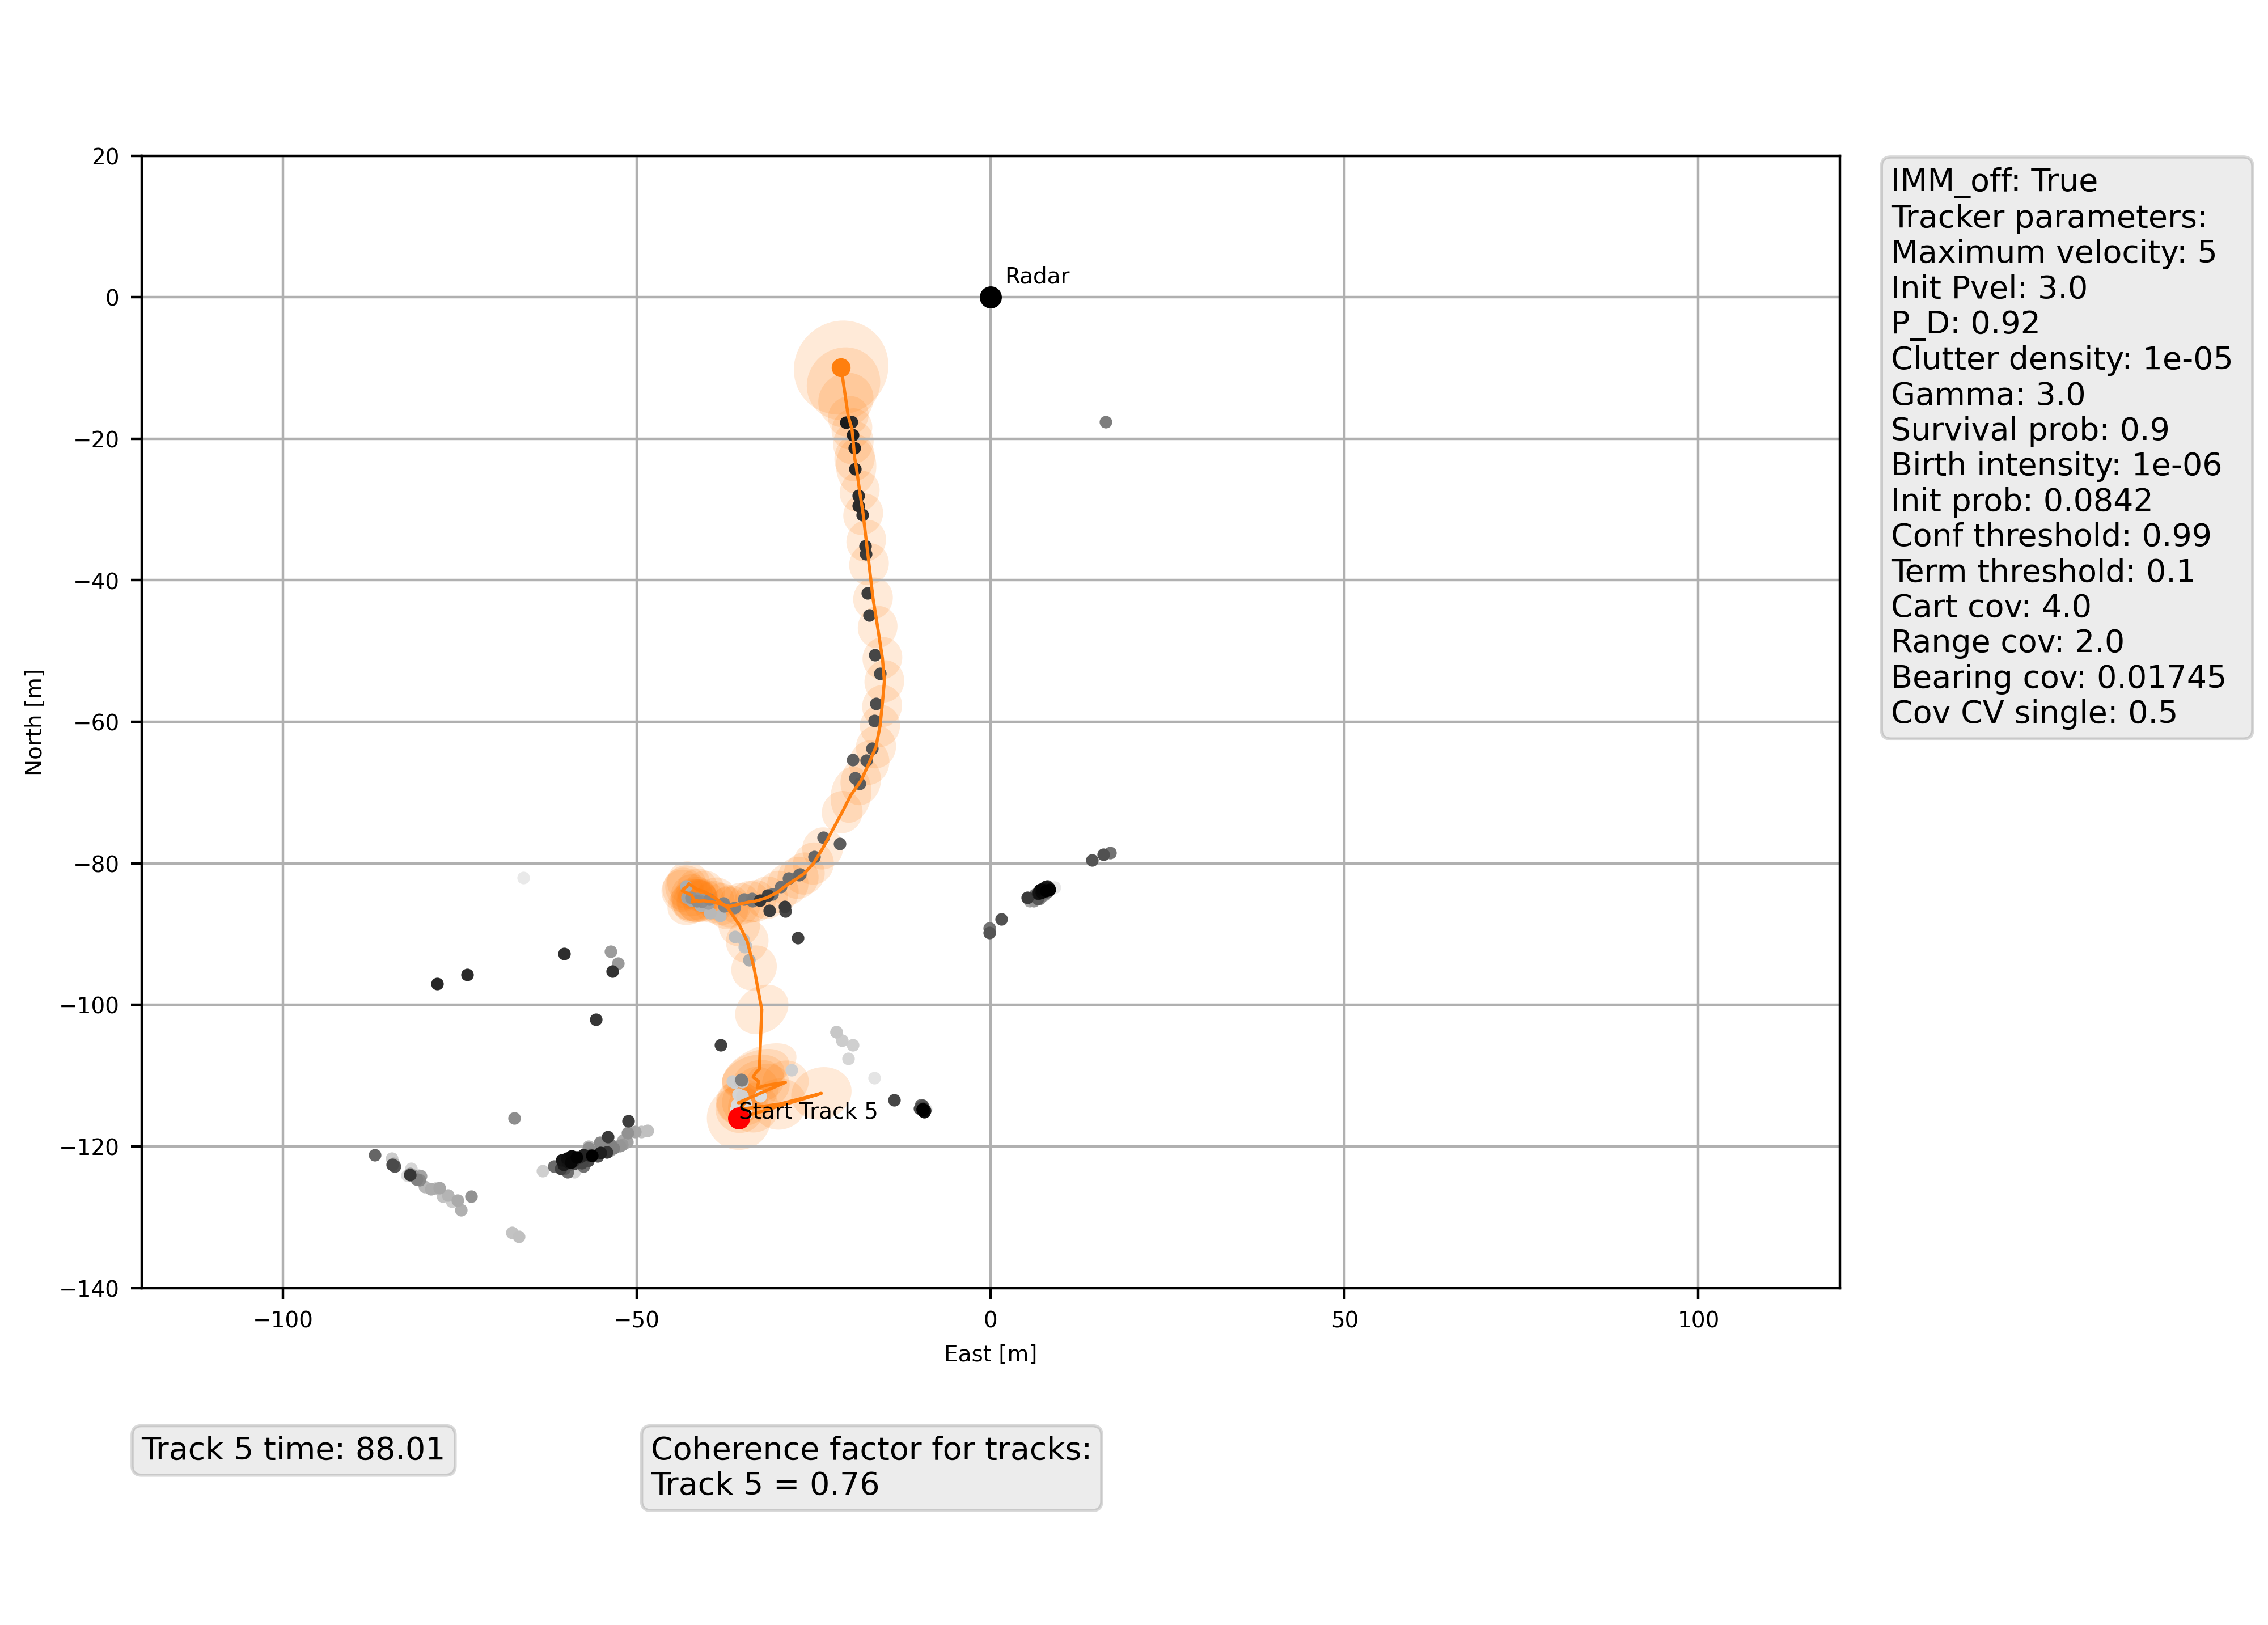 20
0
−20
−40
−60
−80
−100
−120
−140
North [m]
Radar
Start Track 5
−100
−50
0
50
100
East [m]
IMM_off: True
Tracker parameters:
Maximum velocity: 5
Init Pvel: 3.0
P_D: 0.92
Clutter density: 1e-05
Gamma: 3.0
Survival prob: 0.9
Birth intensity: 1e-06
Init prob: 0.0842
Conf threshold: 0.99
Term threshold: 0.1
Cart cov: 4.0
Range cov: 2.0
Bearing cov: 0.01745
Cov CV single: 0.5
Track 5 time: 88.01
Coherence factor for tracks:
Track 5 = 0.76